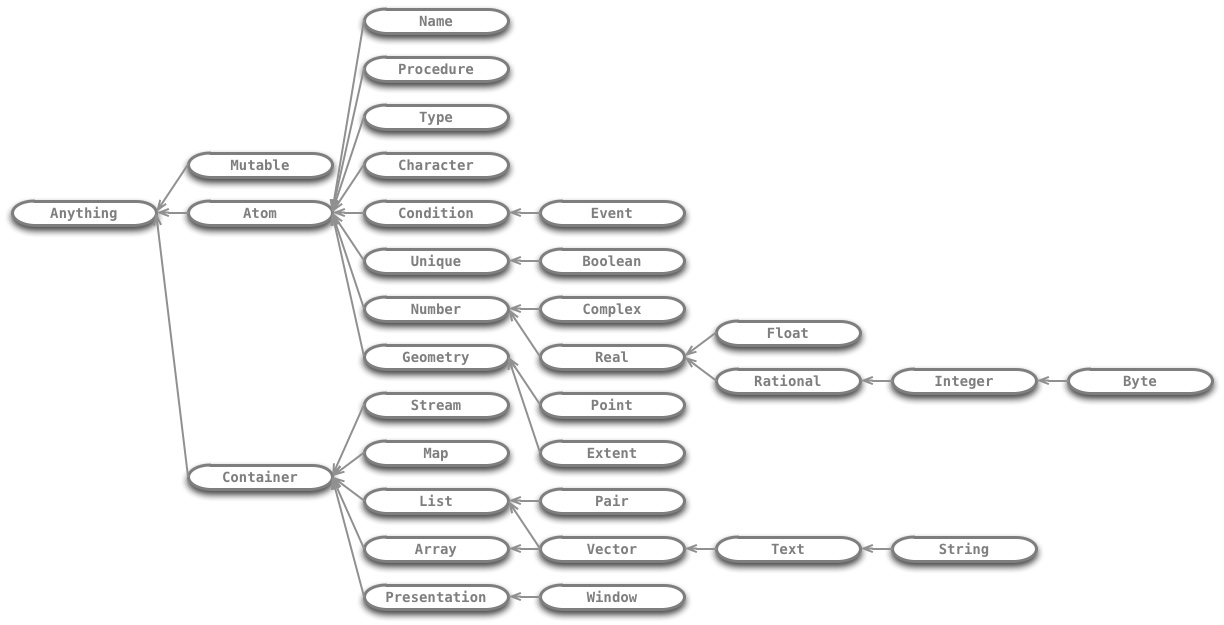 Name
Procedure
Type
Mutable
Character
Anything
Atom
Condition
Event
Unique
Boolean
Number
Complex
Float
Geometry
Real
Rational
Integer
Byte
Stream
Point
Map
Extent
Container
List
Pair
Array
Vector
Text
String
Presentation
Window